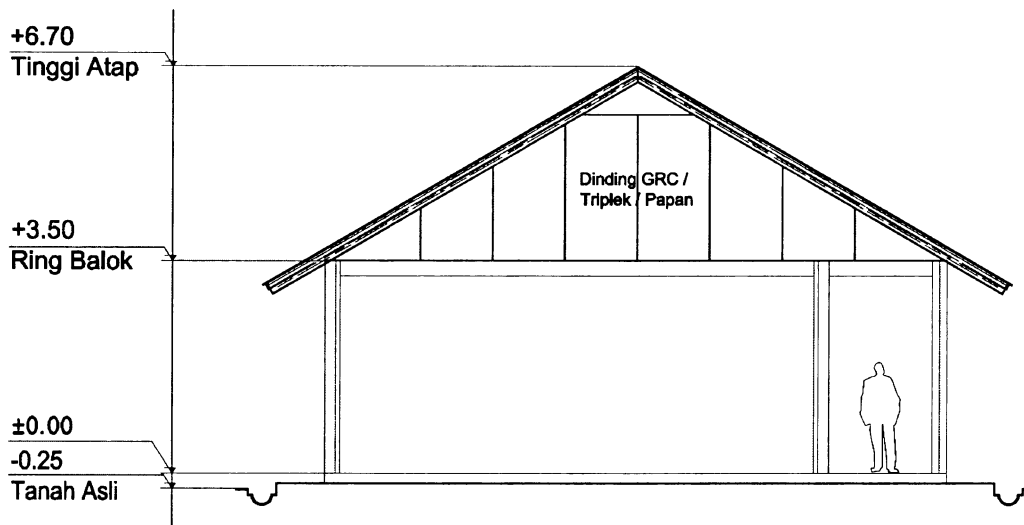 +6.70
Tinggi Atap
Dinding GRC /
Triplek / Papan
+3.50
Ring Balok
±0.00
-0.25
Tanah Asli